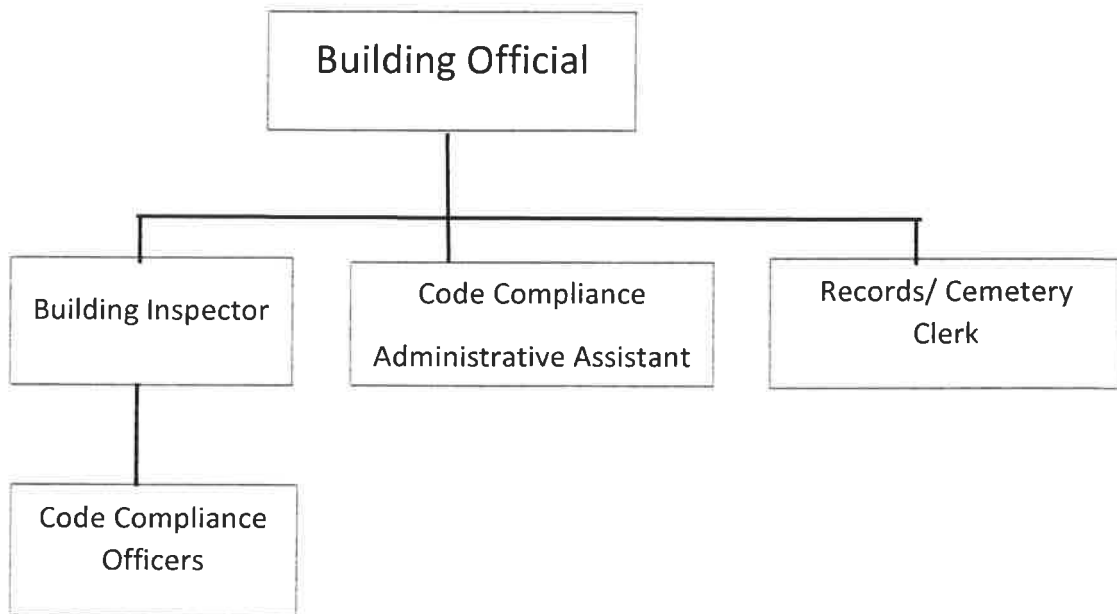 Building Official
Building Inspector
Code Compliance
Administrative Assistant
Records/ Cemetery
Clerk
Code Compliance
Officers